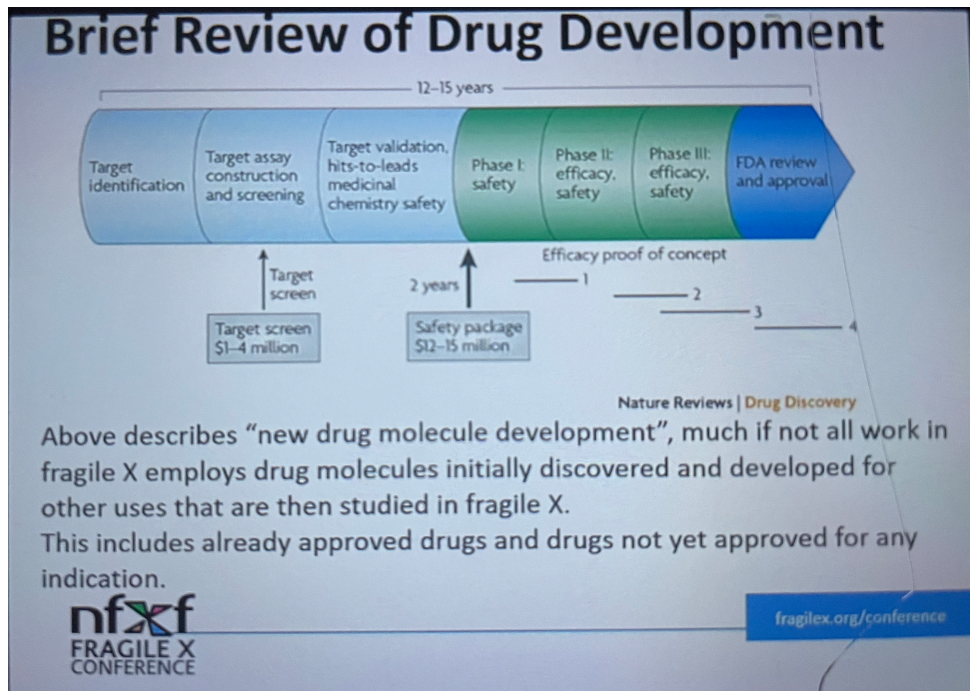 Brief Review of Drug Development
12–15 years
Target
identification
Target assay
construction
and screening
Target validation,
hits-to-leads
medicinal
chemistry safety
Phase I:
safety
Phase II:
efficacy,
safety
Phase III:
efficacy,
safety
FDA review
and approval
Target
screen
Target screen
$1–4 million
2 years
Safety package
$12–15 million
Efficacy proof of concept
1
2
3
4
Nature Reviews | Drug Discovery
Above describes “new drug molecule development”, much if not all work in
fragile X employs drug molecules initially discovered and developed for
other uses that are then studied in fragile X.
This includes already approved drugs and drugs not yet approved for any
indication.
nfxf
FRAGILE X
CONFERENCE
fragilex.org/conference